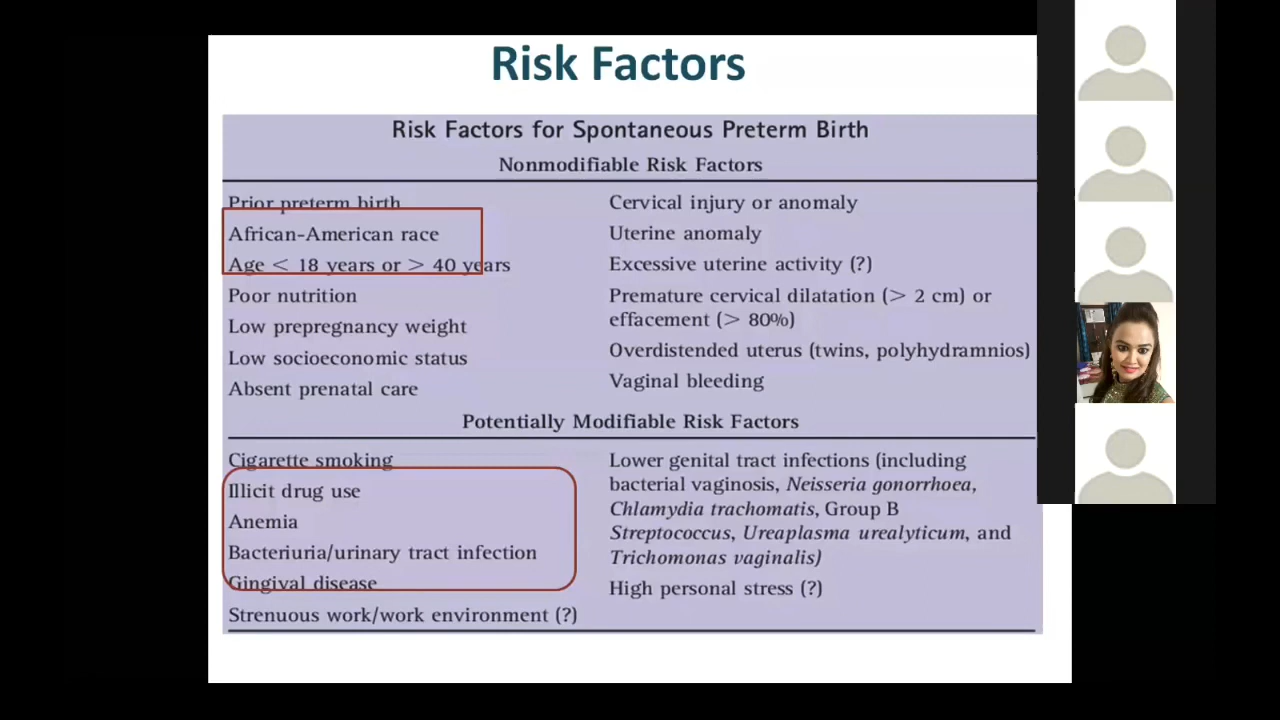 Risk Factors
Risk Factors for Spontaneous Preterm Birth
Nonmodifiable Risk Factors
Prior preterm birth
African-American race
Age < 18 years or > 40 years
Poor nutrition
Low prepregnancy weight
Low socioeconomic status
Absent prenatal care
Cervical injury or anomaly
Uterine anomaly
Excessive uterine activity (?)
Premature cervical dilatation (> 2 cm) or
effacement (> 80%)
Overdistended uterus (twins, polyhydramnios)
Vaginal bleeding
Potentially Modifiable Risk Factors
Cigarette smoking
Illicit drug use
Anemia
Bacteriuria/urinary tract infection
Gingival disease
Strenuous work/work environment (?)
Lower genital tract infections (including
bacterial vaginosis, Neisseria gonorrhoea,
Chlamydia trachomatis, Group B
Streptococcus, Ureaplasma urealyticum, and
Trichomonas vaginalis)
High personal stress (?)